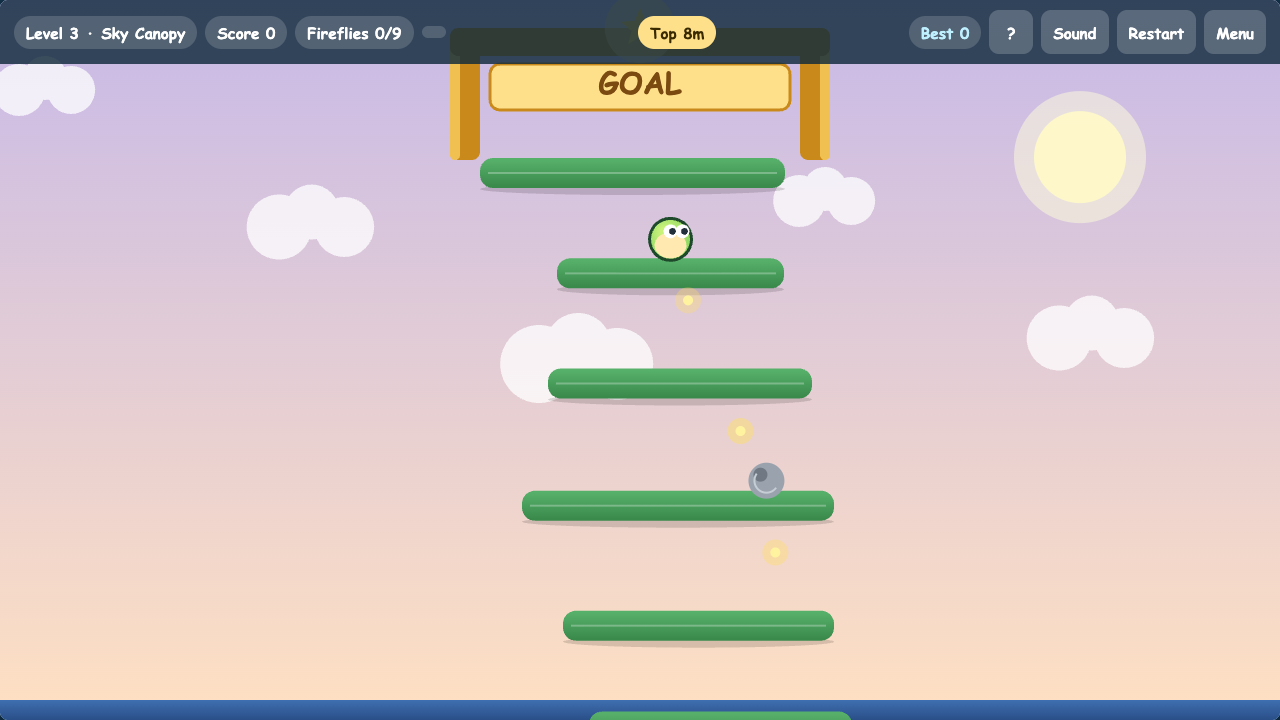 Level 3 · Sky Canopy
Score 0
Fireflies 0/9
Top 8m
Best 0
?
Sound
Restart
Menu
GOAL